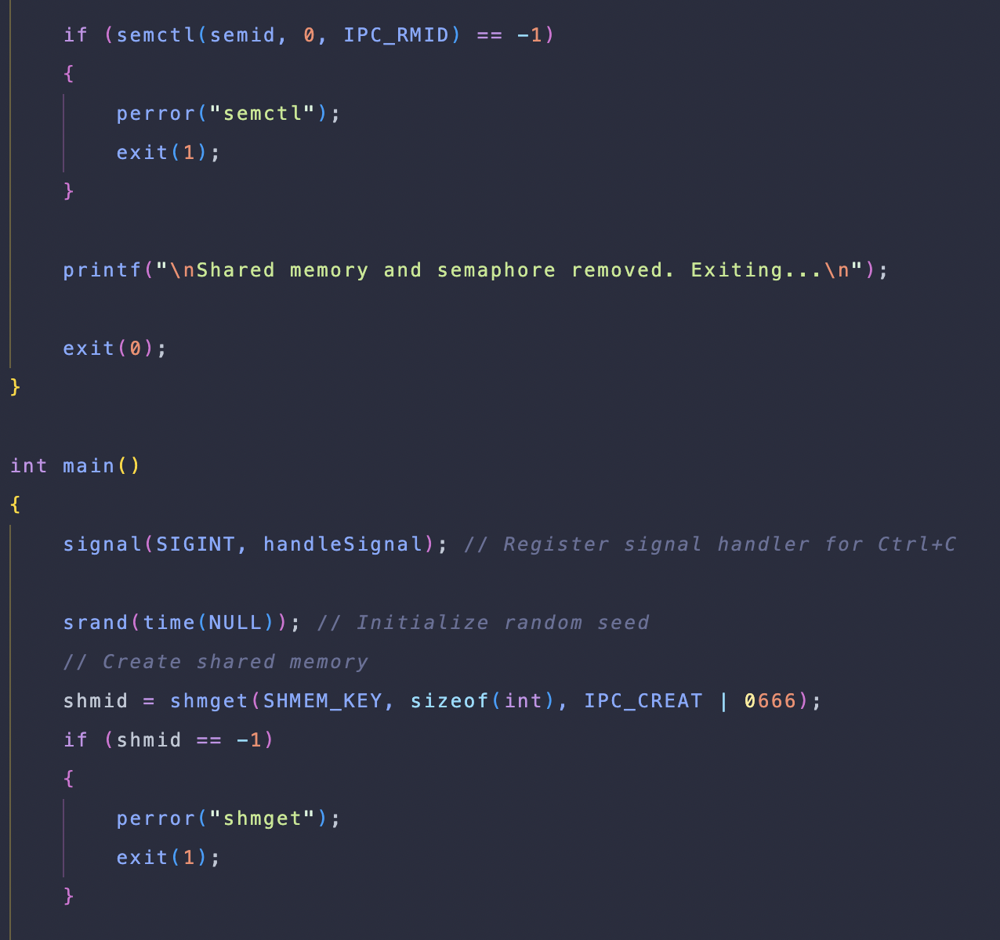 if (semctl(semid, 0, IPC_RMID) == -1)
{
perror("semctl");
exit(1);
}
printf("\nShared memory and semaphore removed. Exiting...\n");
exit(0);
}
int main()
{
signal(SIGINT, handleSignal); // Register signal handler for Ctrl+C
srand(time(NULL)); // Initialize random seed
// Create shared memory
shmid = shmget(SHMEM_KEY, sizeof(int), IPC_CREAT | 0666);
if (shmid == -1)
{
perror("shmget");
exit(1);
}